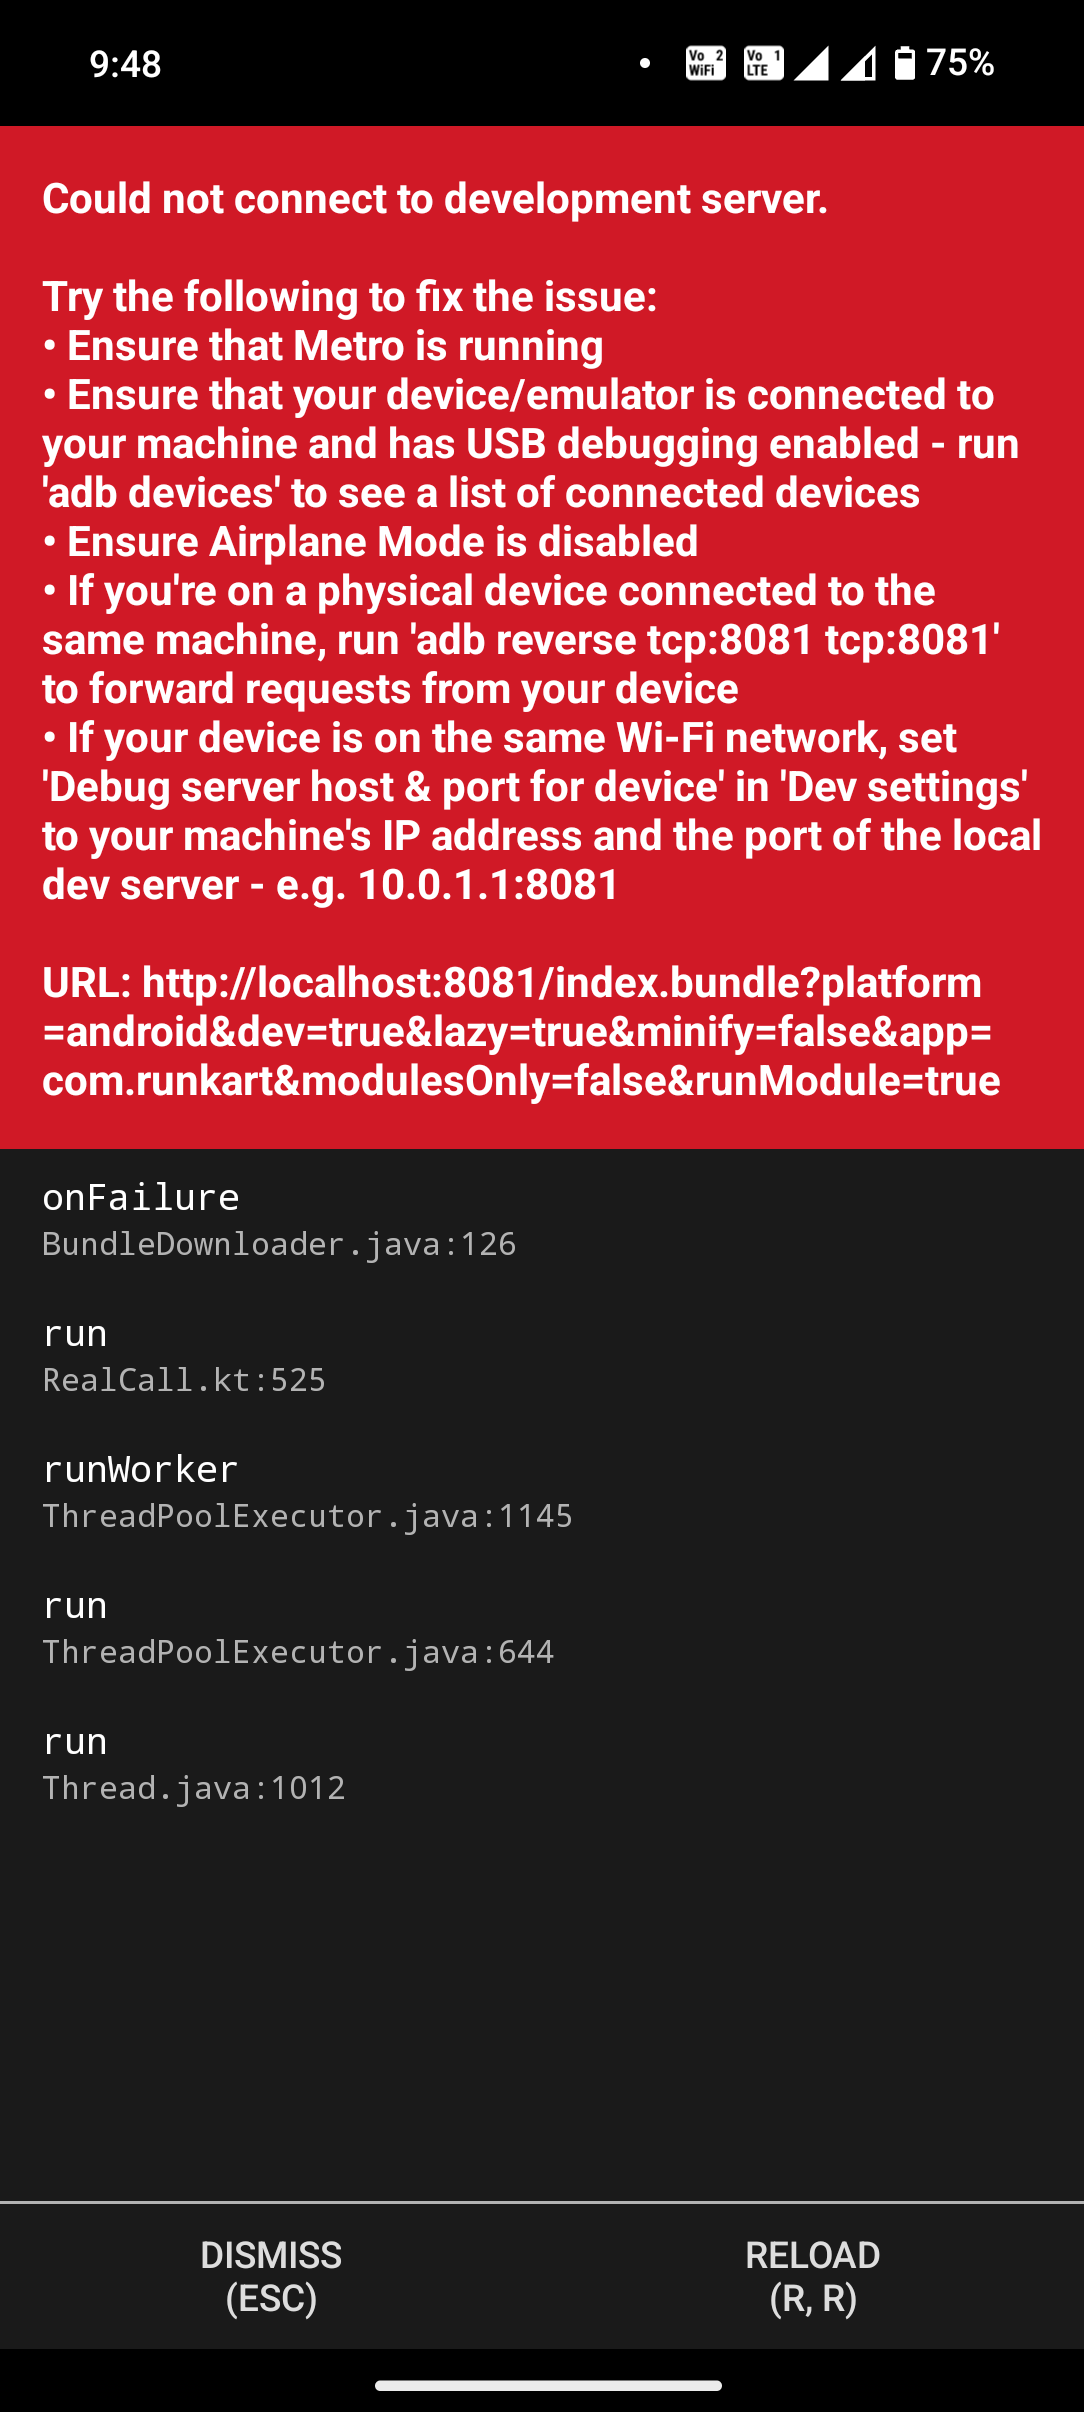 9:48
Vo 2
WiFi
Vo 1
LTE
75%
Could not connect to development server.
Try the following to fix the issue:
• Ensure that Metro is running
• Ensure that your device/emulator is connected to
your machine and has USB debugging enabled - run
'adb devices' to see a list of connected devices
• Ensure Airplane Mode is disabled
• If you're on a physical device connected to the
same machine, run 'adb reverse tcp:8081 tcp:8081'
to forward requests from your device
• If your device is on the same Wi-Fi network, set
'Debug server host & port for device' in 'Dev settings'
to your machine's IP address and the port of the local
dev server - e.g. 10.0.1.1:8081
URL: http://localhost:8081/index.bundle?platform
=android&dev=true&lazy=true&minify=false&app=
com.runkart&modulesOnly=false&runModule=true
onFailure
BundleDownloader.java:126
run
RealCall.kt:525
runWorker
ThreadPoolExecutor.java:1145
run
ThreadPoolExecutor.java:644
run
Thread.java:1012
DISMISS
(ESC)
RELOAD
(R, R)